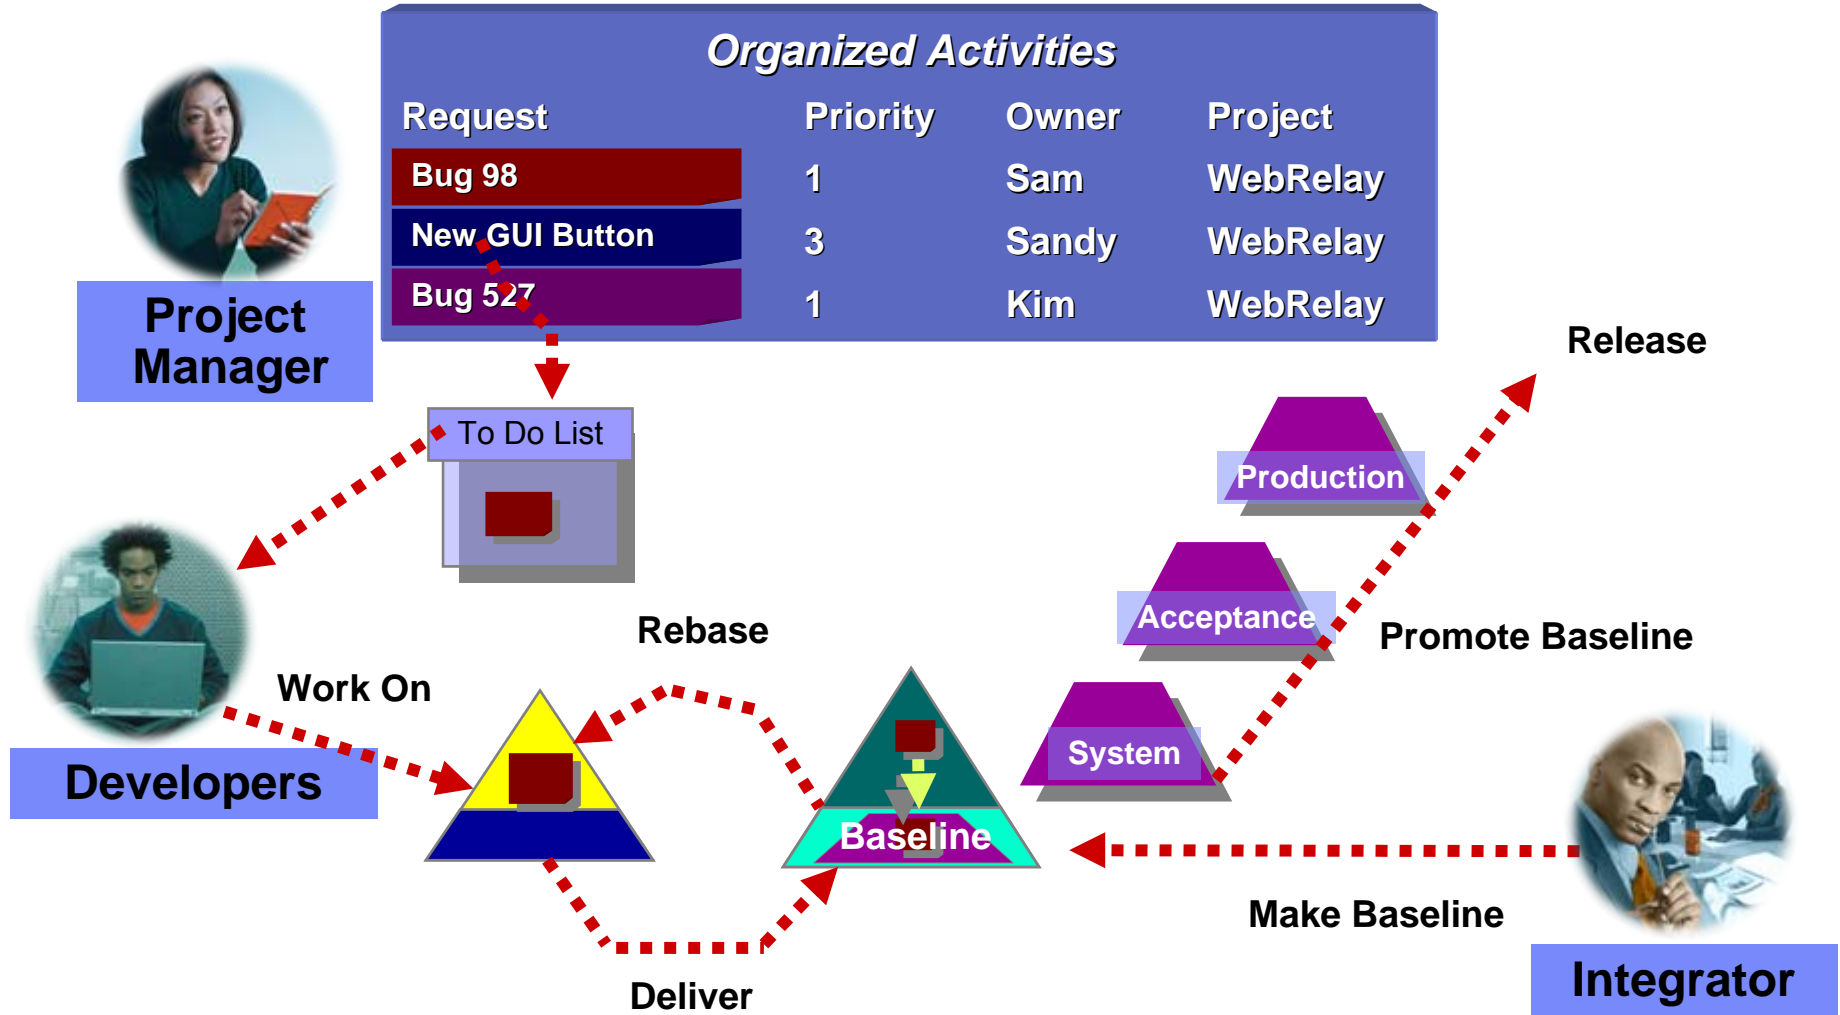 Organized Activities
Request Priority Owner Project
Bug 98 1 Sam WebRelay
New GUI Button 3 Sandy WebRelay
Bug 527 1 Kim WebRelay
Project
Manager
Release
To Do List
Production
Acceptance
Rebase
Promote Baseline
Work On
System
Developers
Baseline
Make Baseline
Integrator
Deliver